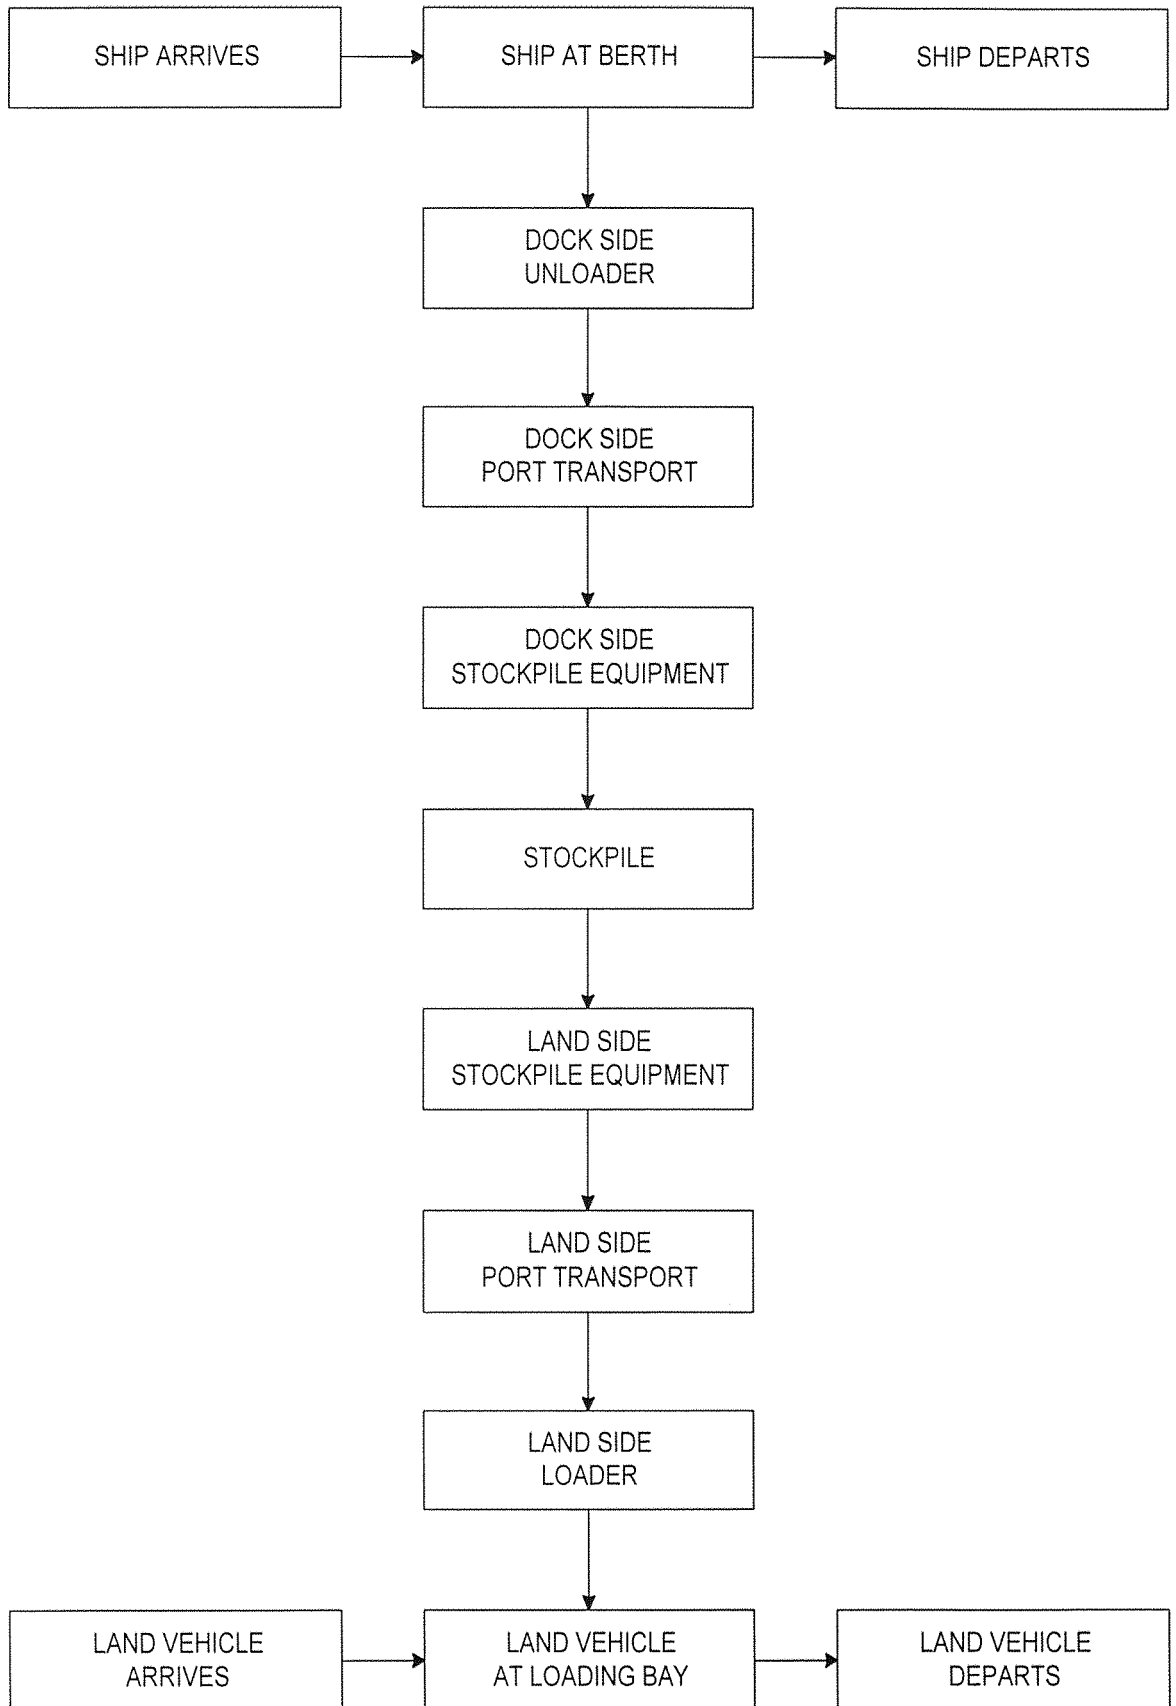 SHIP ARRIVES
SHIP AT BERTH
SHIP DEPARTS
DOCK SIDE
UNLOADER
DOCK SIDE
PORT TRANSPORT
DOCK SIDE
STOCKPILE EQUIPMENT
STOCKPILE
LAND SIDE
STOCKPILE EQUIPMENT
LAND SIDE
PORT TRANSPORT
LAND SIDE
LOADER
LAND VEHICLE
ARRIVES
LAND VEHICLE
AT LOADING BAY
LAND VEHICLE
DEPARTS